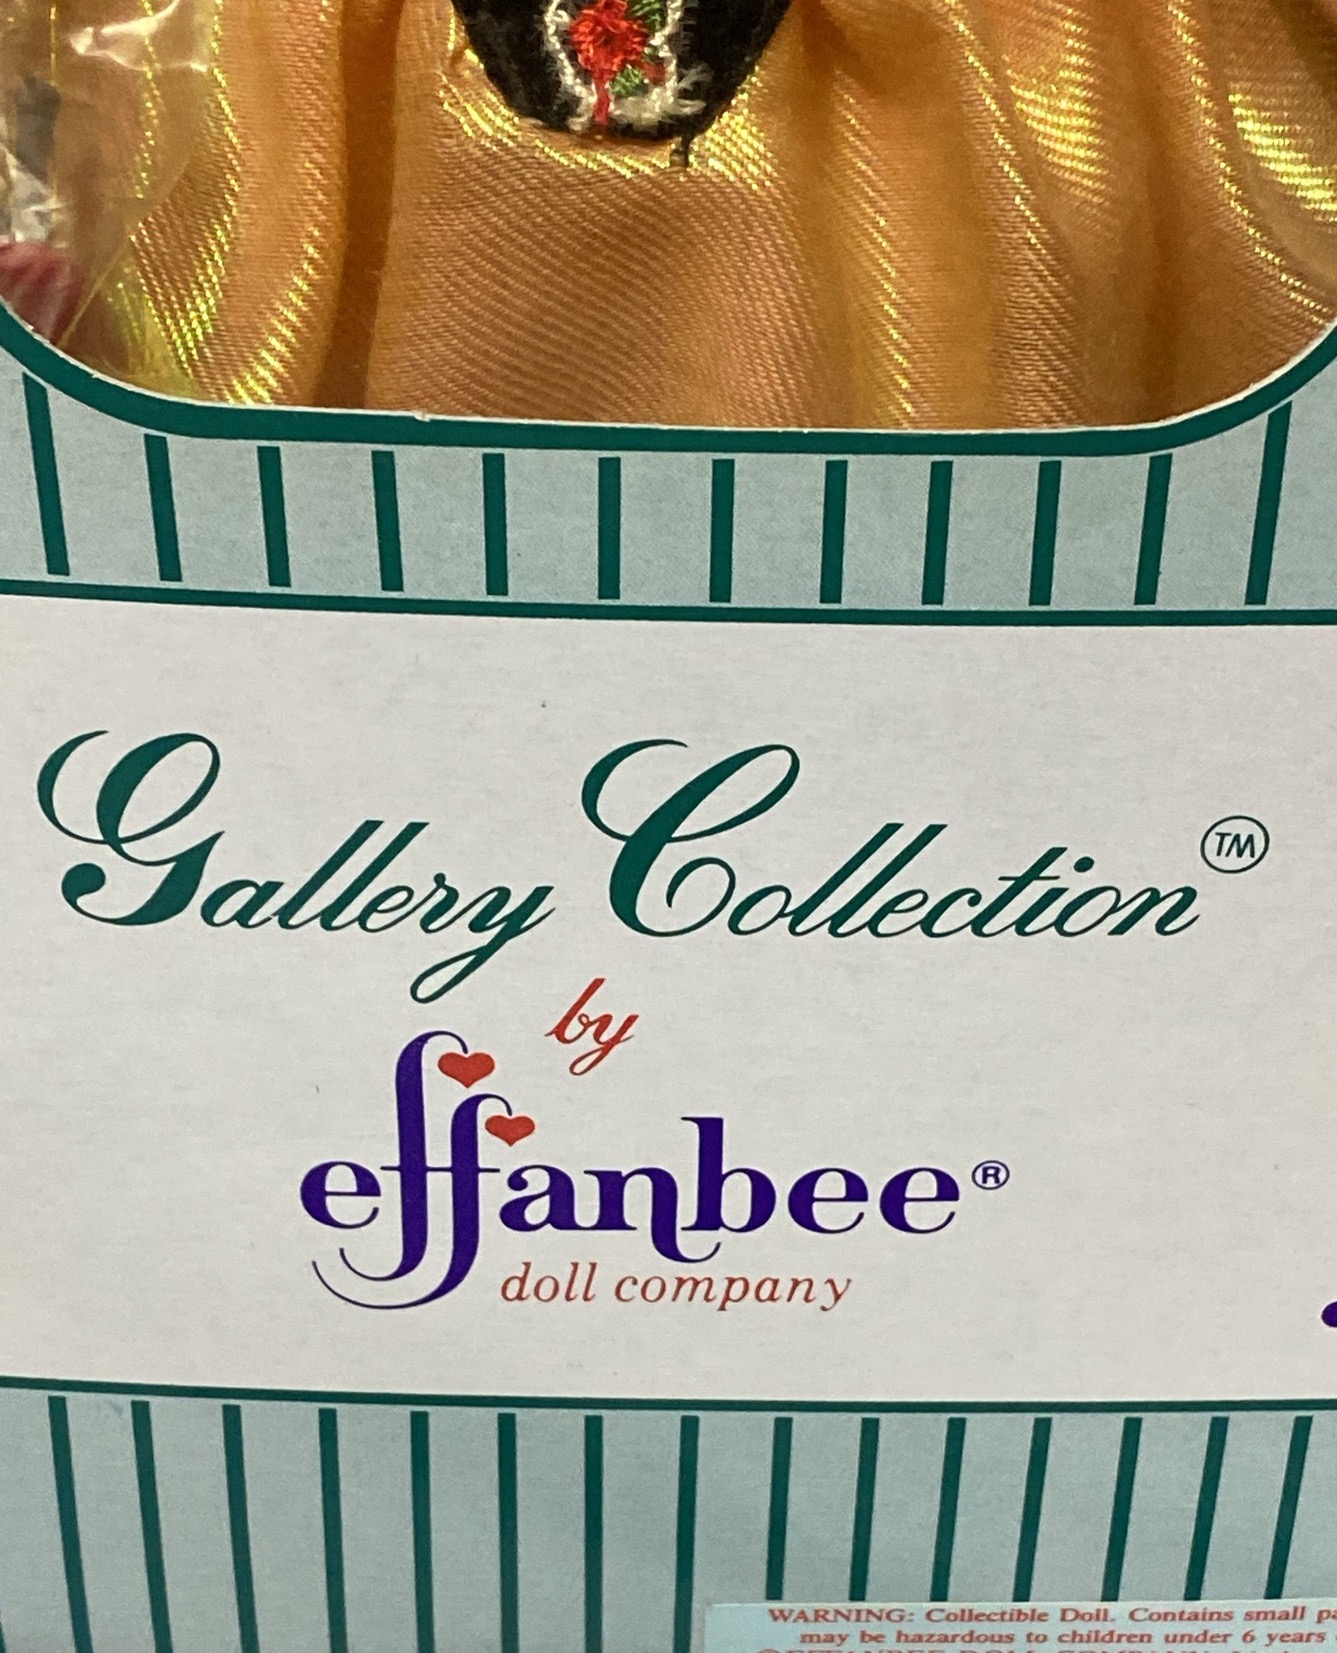 Gallery Collection™
by
effanbee®
doll company
WARNING: Collectible Doll. Contains small
may be hazardous to children under 6 years